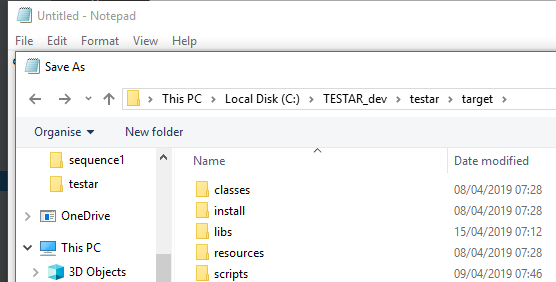 Untitled - Notepad
File Edit Format View Help
Save As
This PC > Local Disk (C:) > TESTAR_dev > testar > target >
Organise New folder
sequence1
testar
OneDrive
This PC
3D Objects
Name Date modified
classes 08/04/2019 07:28
install 08/04/2019 07:28
libs 15/04/2019 07:12
resources 08/04/2019 07:28
scripts 09/04/2019 07:46